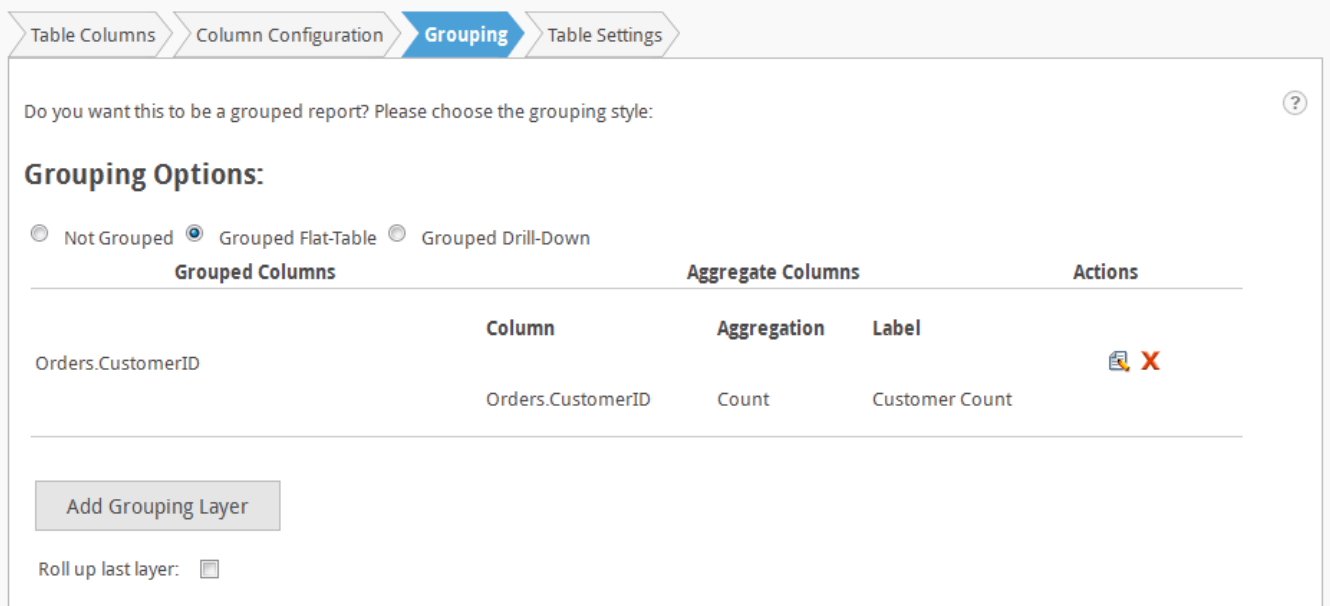 Table Columns Column Configuration Grouping Table Settings
Do you want this to be a grouped report? Please choose the grouping style: ?
Grouping Options:
Not Grouped Grouped Flat-Table Grouped Drill-Down
Grouped Columns Aggregate Columns Actions
Column Aggregation Label
Orders.CustomerID
Orders.CustomerID Count Customer Count
Add Grouping Layer
Roll up last layer: